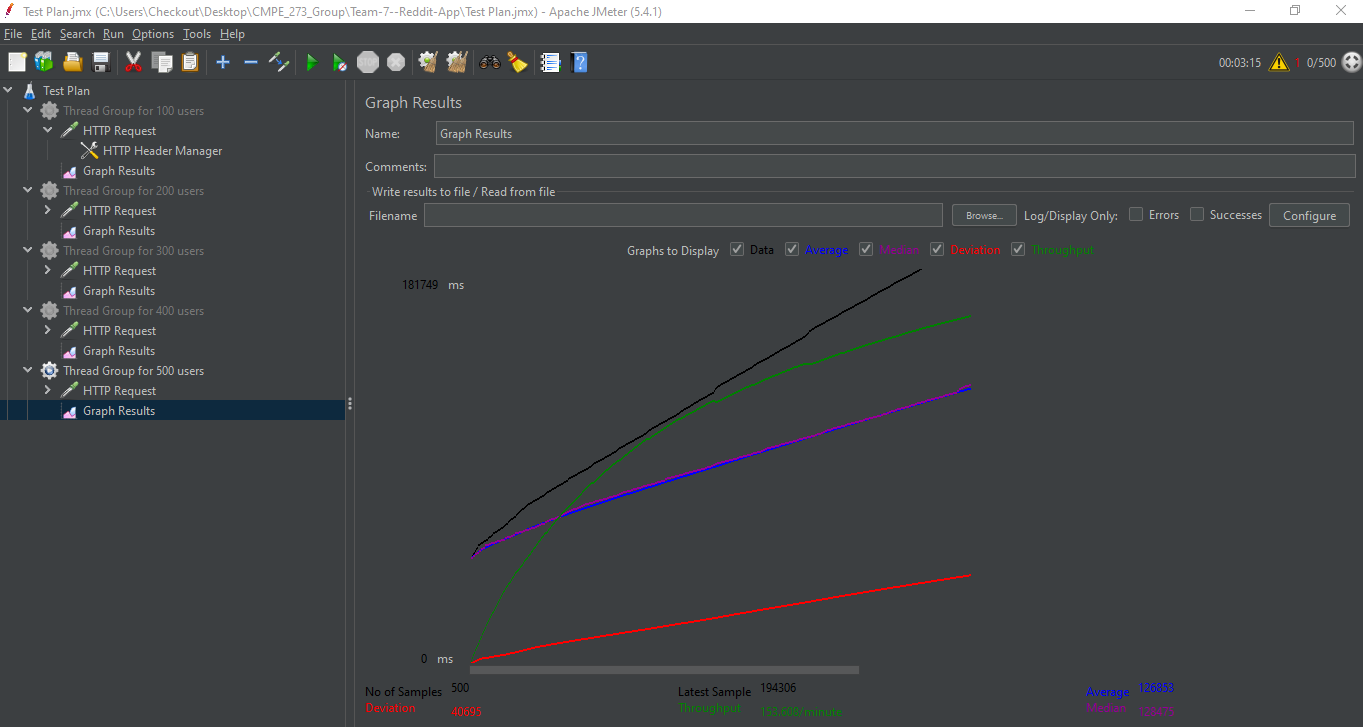 Test Plan.jmx (C:\Users\Checkout\Desktop\CMPE_273_Group\Team-7--Reddit-App\Test Plan.jmx) - Apache JMeter (5.4.1)
File Edit Search Run Options Tools Help
STOP
00:03:15 1 0/500
Test Plan
Thread Group for 100 users
HTTP Request
HTTP Header Manager
Graph Results
Thread Group for 200 users
HTTP Request
Graph Results
Thread Group for 300 users
HTTP Request
Graph Results
Thread Group for 400 users
HTTP Request
Graph Results
Thread Group for 500 users
HTTP Request
Graph Results
Graph Results
Name: Graph Results
Comments:
Write results to file / Read from file
Filename Browse... Log/Display Only: Errors Successes Configure
Graphs to Display Data Average Median Deviation Throughput
181749 ms
0 ms
No of Samples 500 Latest Sample 194306 Average 126853
Deviation 40695 Throughput 153.608/minute Median